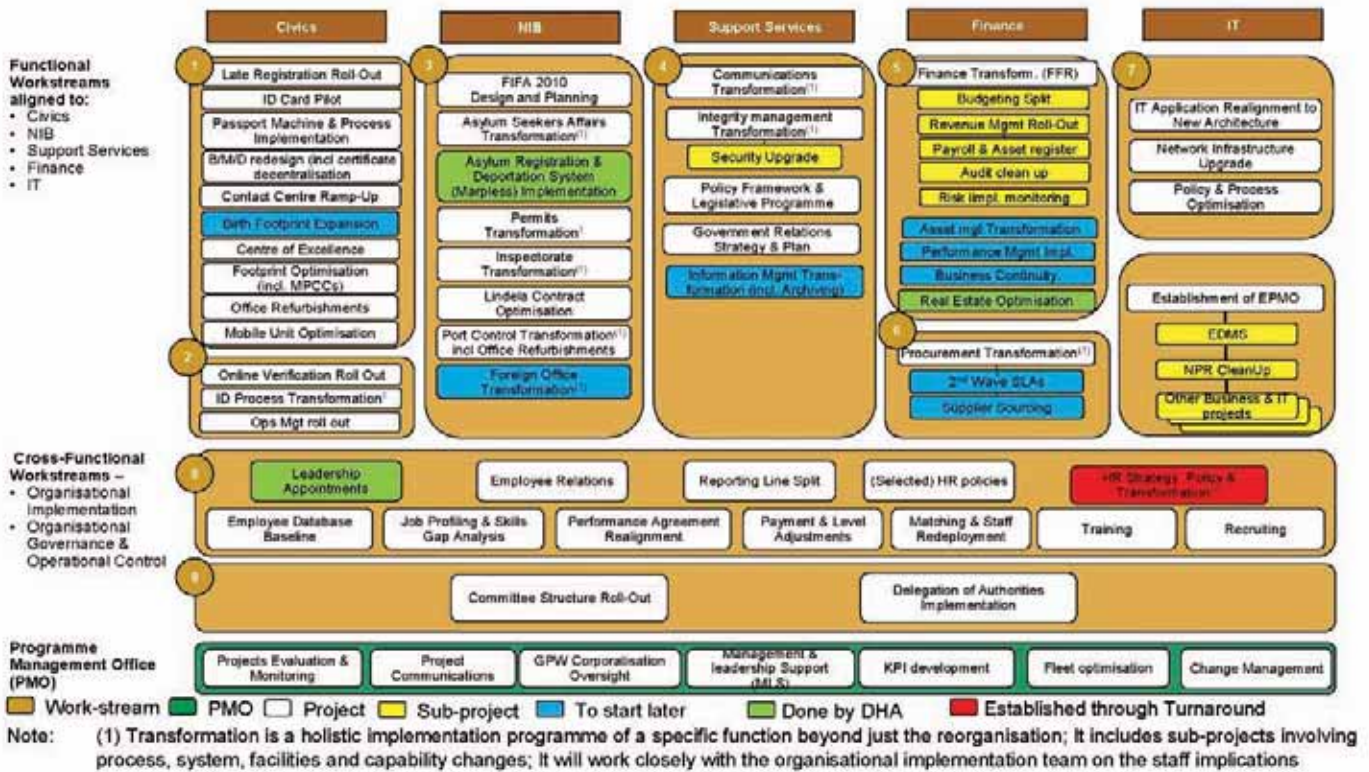 Civics
NIB
Support Services
Finance
IT
Functional
Workstreams
aligned to:
• Civics
• NIB
• Support Services
• Finance
• IT
1
Late Registration Roll-Out
ID Card Pilot
Passport Machine & Process
Implementation
B/M/D redesign (incl certificate
decentralisation
Contact Centre Ramp-Up
Birth Footprint Expansion
Centre of Excellence
Footprint Optimisation
(incl. MPCCs)
Office Refurbishments
Mobile Unit Optimisation
2
Online Verification Roll Out
ID Process Transformation
Ops Mgt roll out
3
FIFA 2010
Design and Planning
Asylum Seekers Affairs
Transformation(1)
Asylum Registration &
Deportation System
(Marpless) Implementation
Permits
Transformation
Inspectorate
Transformation(1)
Lindela Contract
Optimisation
Port Control Transformation(1)
incl Office Refurbishments
Foreign Office
Transformation(1)
4
Communications
Transformation(1)
Integrity management
Transformation(1)
Security Upgrade
Policy Framework &
Legislative Programme
Government Relations
Strategy & Plan
Information Mgmt Trans-
formation (incl. Archiving)
5
Finance Transform. (FFR)
Budgeting Split
Revenue Mgmt Roll-Out
Payroll & Asset register
Audit clean up
Risk impl. monitoring
Asset mgt Transformation
Performance Mgmt Impl.
Business Continuity.
Real Estate Optimisation
6
Procurement Transformation(1)
2nd Wave SLAs
Supplier Sourcing
7
IT Application Realignment to
New Architecture
Network Infrastructure
Upgrade
Policy & Process
Optimisation
Establishment of EPMO
EDMS
NPR CleanUp
Other Business & IT
projects
Cross-Functional
Workstreams –
• Organisational
Implementation
• Organisational
Governance &
Operational Control
Leadership
Appointments
Employee Relations
Reporting Line Split
(Selected) HR policies
HR Strategy, Policy &
Transformation
Employee Database
Baseline
Job Profiling & Skills
Gap Analysis
Performance Agreement
Realignment
Payment & Level
Adjustments
Matching & Staff
Redeployment
Training
Recruiting
Committee Structure Roll-Out
Delegation of Authorities
Implementation
Programme
Management Office
(PMO)
Projects Evaluation &
Monitoring
Project
Communications
GPW Corporatisation
Oversight
Management &
leadership Support
(MLS)
KPI development
Fleet optimisation
Change Management
Work-stream
PMO
Project
Sub-project
To start later
Done by DHA
Established through Turnaround
Note: (1) Transformation is a holistic implementation programme of a specific function beyond just the reorganisation; It includes sub-projects involving
process, system, facilities and capability changes; It will work closely with the organisational implementation team on the staff implications